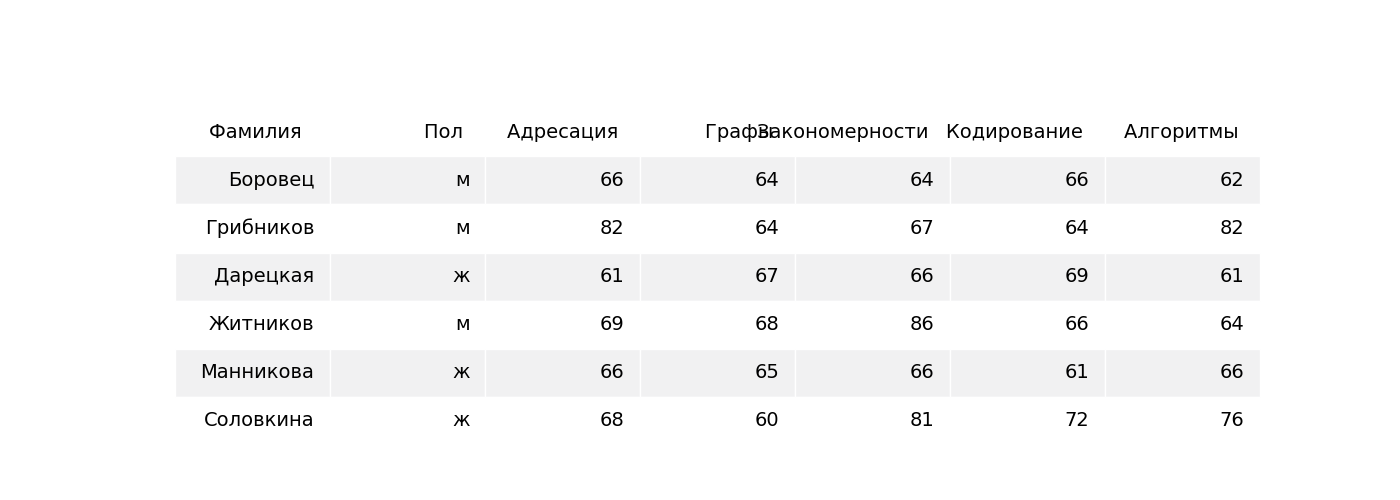 Фамилия Пол Адресация Графы Закономерности Кодирование Алгоритмы
Боровец м 66 64 64 66 62
Грибников м 82 64 67 64 82
Дарецкая ж 61 67 66 69 61
Житников м 69 68 86 66 64
Манникова ж 66 65 66 61 66
Соловкина ж 68 60 81 72 76